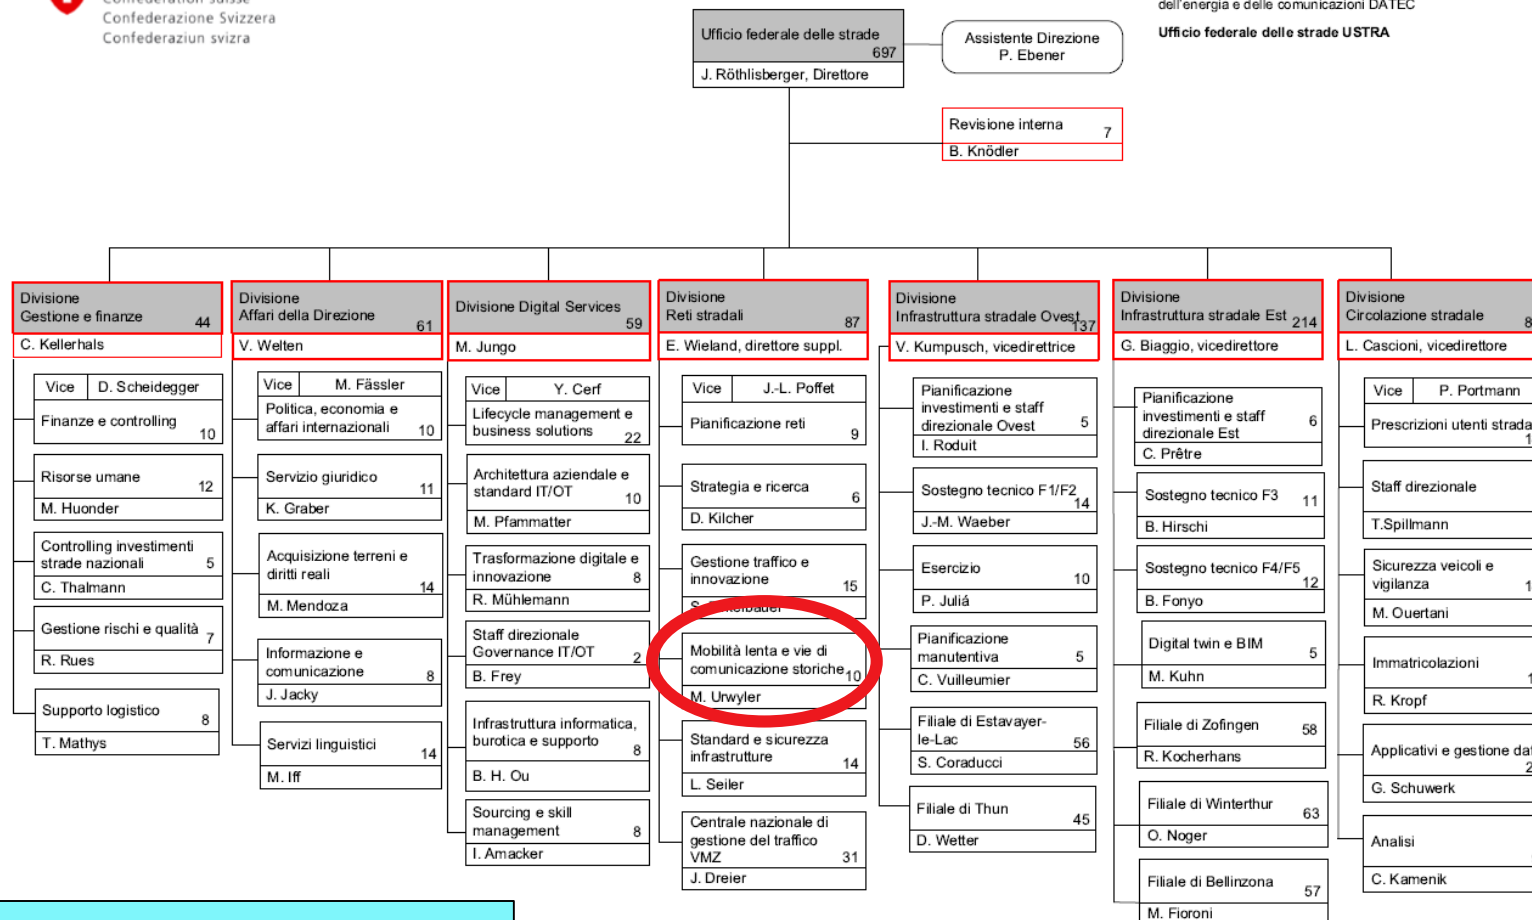 Confederazione Svizzera
Confederaziun svizra
dell'energia e delle comunicazioni DATEC
Ufficio federale delle strade USTRA
Ufficio federale delle strade
697
J. Röthlisberger, Direttore
Assistente Direzione
P. Ebener
Revisione interna
7
B. Knödler
Divisione
Gestione e finanze
44
C. Kellerhals
Vice
D. Scheidegger
Finanze e controlling
10
Risorse umane
12
M. Huonder
Controlling investimenti
strade nazionali
5
C. Thalmann
Gestione rischi e qualità
7
R. Rues
Supporto logistico
8
T. Mathys
Divisione
Affari della Direzione
61
V. Welten
Vice
M. Fässler
Politica, economia e
affari internazionali
10
Servizio giuridico
11
K. Graber
Acquisizione terreni e
diritti reali
14
M. Mendoza
Informazione e
comunicazione
8
J. Jacky
Servizi linguistici
14
M. Iff
Divisione Digital Services
59
M. Jungo
Vice
Y. Cerf
Lifecycle management e
business solutions
22
Architettura aziendale e
standard IT/OT
10
M. Pfammatter
Trasformazione digitale e
innovazione
8
R. Mühlemann
Staff direzionale
Governance IT/OT
2
B. Frey
Infrastruttura informatica,
burotica e supporto
8
B. H. Ou
Sourcing e skill
management
8
I. Amacker
Divisione
Reti stradali
87
E. Wieland, direttore suppl.
Vice
J.-L. Poffet
Pianificazione reti
9
Strategia e ricerca
6
D. Kilcher
Gestione traffico e
innovazione
15
Mobilità lenta e vie di
comunicazione storiche
10
M. Urwyler
Standard e sicurezza
infrastrutture
14
L. Seiler
Centrale nazionale di
gestione del traffico
VMZ
31
J. Dreier
Divisione
Infrastruttura stradale Ovest
137
V. Kumpusch, vicedirettrice
Pianificazione
investimenti e staff
direzionale Ovest
5
I. Roduit
Sostegno tecnico F1/F2
14
J.-M. Waeber
Esercizio
10
P. Juliá
Pianificazione
manutentiva
5
C. Vuilleumier
Filiale di Estavayer-
le-Lac
56
S. Coraducci
Filiale di Thun
45
D. Wetter
Divisione
Infrastruttura stradale Est
214
G. Biaggio, vicedirettore
Pianificazione
investimenti e staff
direzionale Est
6
C. Prêtre
Sostegno tecnico F3
11
B. Hirschi
Sostegno tecnico F4/F5
12
B. Fonyo
Digital twin e BIM
5
M. Kuhn
Filiale di Zofingen
58
R. Kocherhans
Filiale di Winterthur
63
O. Noger
Filiale di Bellinzona
57
M. Fioroni
Divisione
Circolazione stradale
L. Cascioni, vicedirettore
Vice
P. Portmann
Prescrizioni utenti
Staff direzionale
T.Spillmann
Sicurezza veicoli e
vigilanza
M. Ouertani
Immatricolazioni
R. Kropf
Applicativi e gestione
G. Schuwerk
Analisi
C. Kamenik